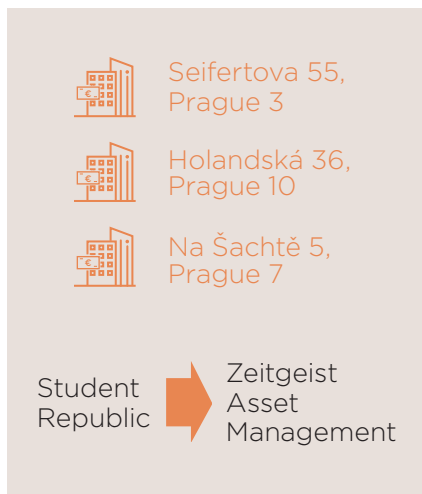 Seifertova 55,
Prague 3
Holandská 36,
Prague 10
Na Šachtě 5,
Prague 7
Student
Republic
Zeitgeist
Asset
Management